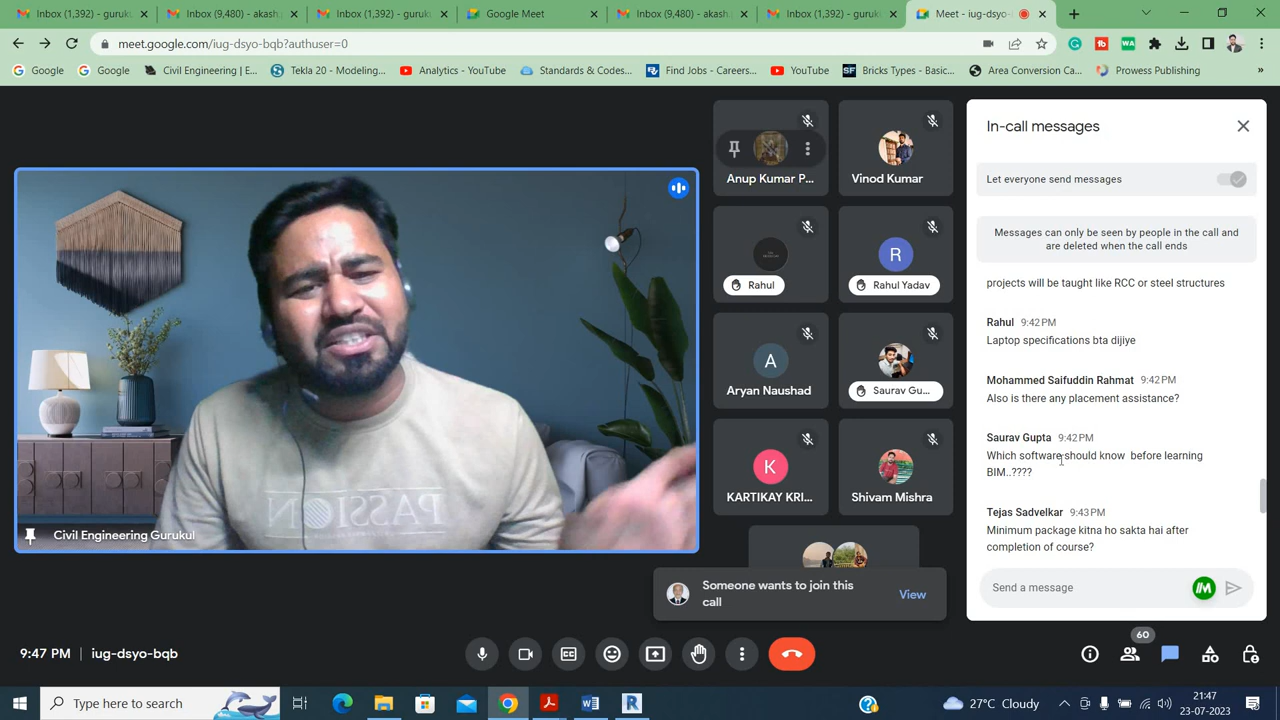 Inbox (1,392) - guruku
Inbox (9,480) - akash.
Inbox (1,392) - guruku
Google Meet
Inbox (9,480) - akash.
Inbox (1,392) - guruku
Meet - iug-dsyo-
meet.google.com/iug-dsyo-bqb?authuser=0
Google
Google
Civil Engineering | E...
Tekla 20 - Modeling...
Analytics - YouTube
Standards & Codes...
Find Jobs - Careers...
YouTube
Bricks Types - Basic...
Area Conversion Ca...
Prowess Publishing
»
PASSION
Civil Engineering Gurukul
Anup Kumar P...
Vinod Kumar
Rahul
R
Rahul Yadav
A
Aryan Naushad
Saurav Gu...
K
KARTIKAY KRI...
Shivam Mishra
Someone wants to join this
call
View
In-call messages
Let everyone send messages
Messages can only be seen by people in the call and
are deleted when the call ends
projects will be taught like RCC or steel structures
Rahul 9:42 PM
Laptop specifications bta dijiye
Mohammed Saifuddin Rahmat 9:42 PM
Also is there any placement assistance?
Saurav Gupta 9:42 PM
Which software should know before learning
BIM..????
Tejas Sadvelkar 9:43 PM
Minimum package kitna ho sakta hai after
completion of course?
Send a message
9:47 PM iug-dsyo-bqb
60
Type here to search
27°C Cloudy
21:47
23-07-2023